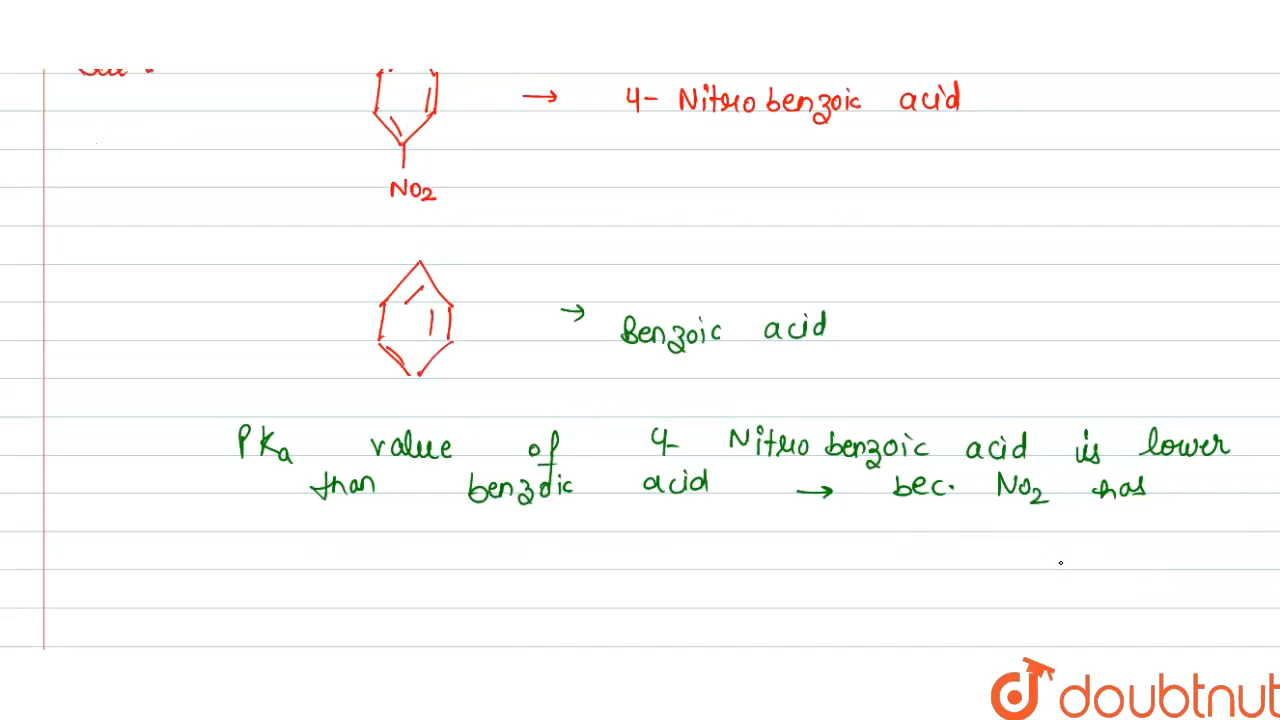 4- Nitrobenzoic acid
NO2
Benzoic acid
PKa value of 4- Nitrobenzoic acid is lower
than benzoic acid → bec. NO2 has
doubtnut